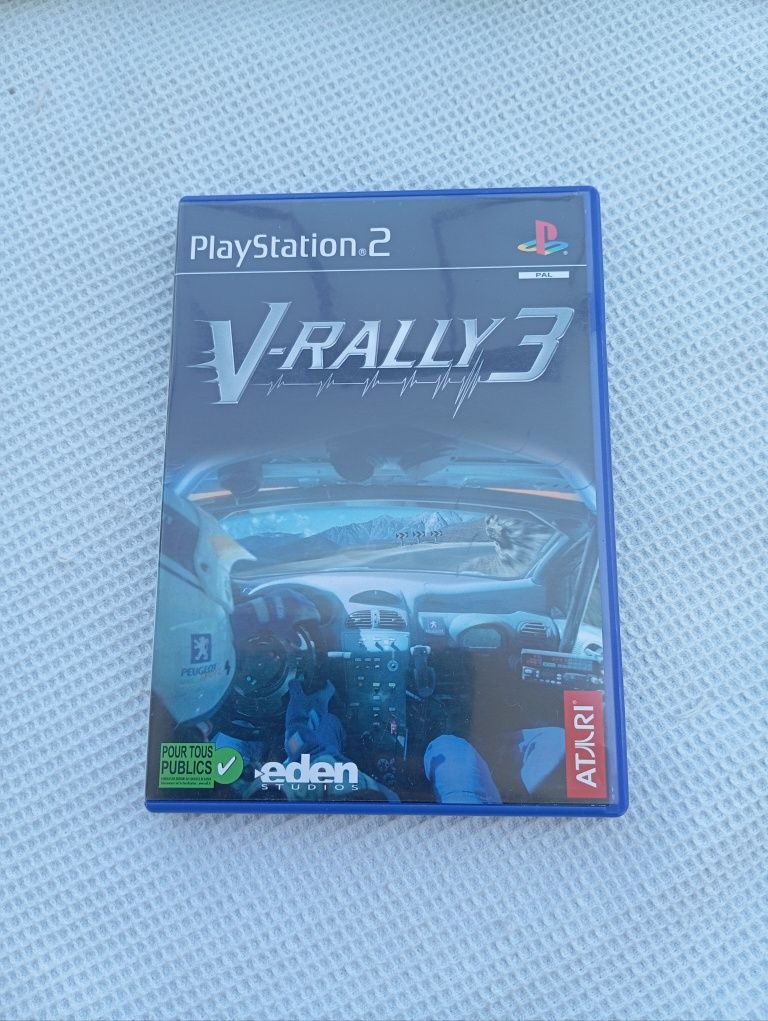 PlayStation®2
PAL
V-RALLY 3
PEUGEOT
POUR TOUS
PUBLICS
eden
STUDIOS
ATARI®